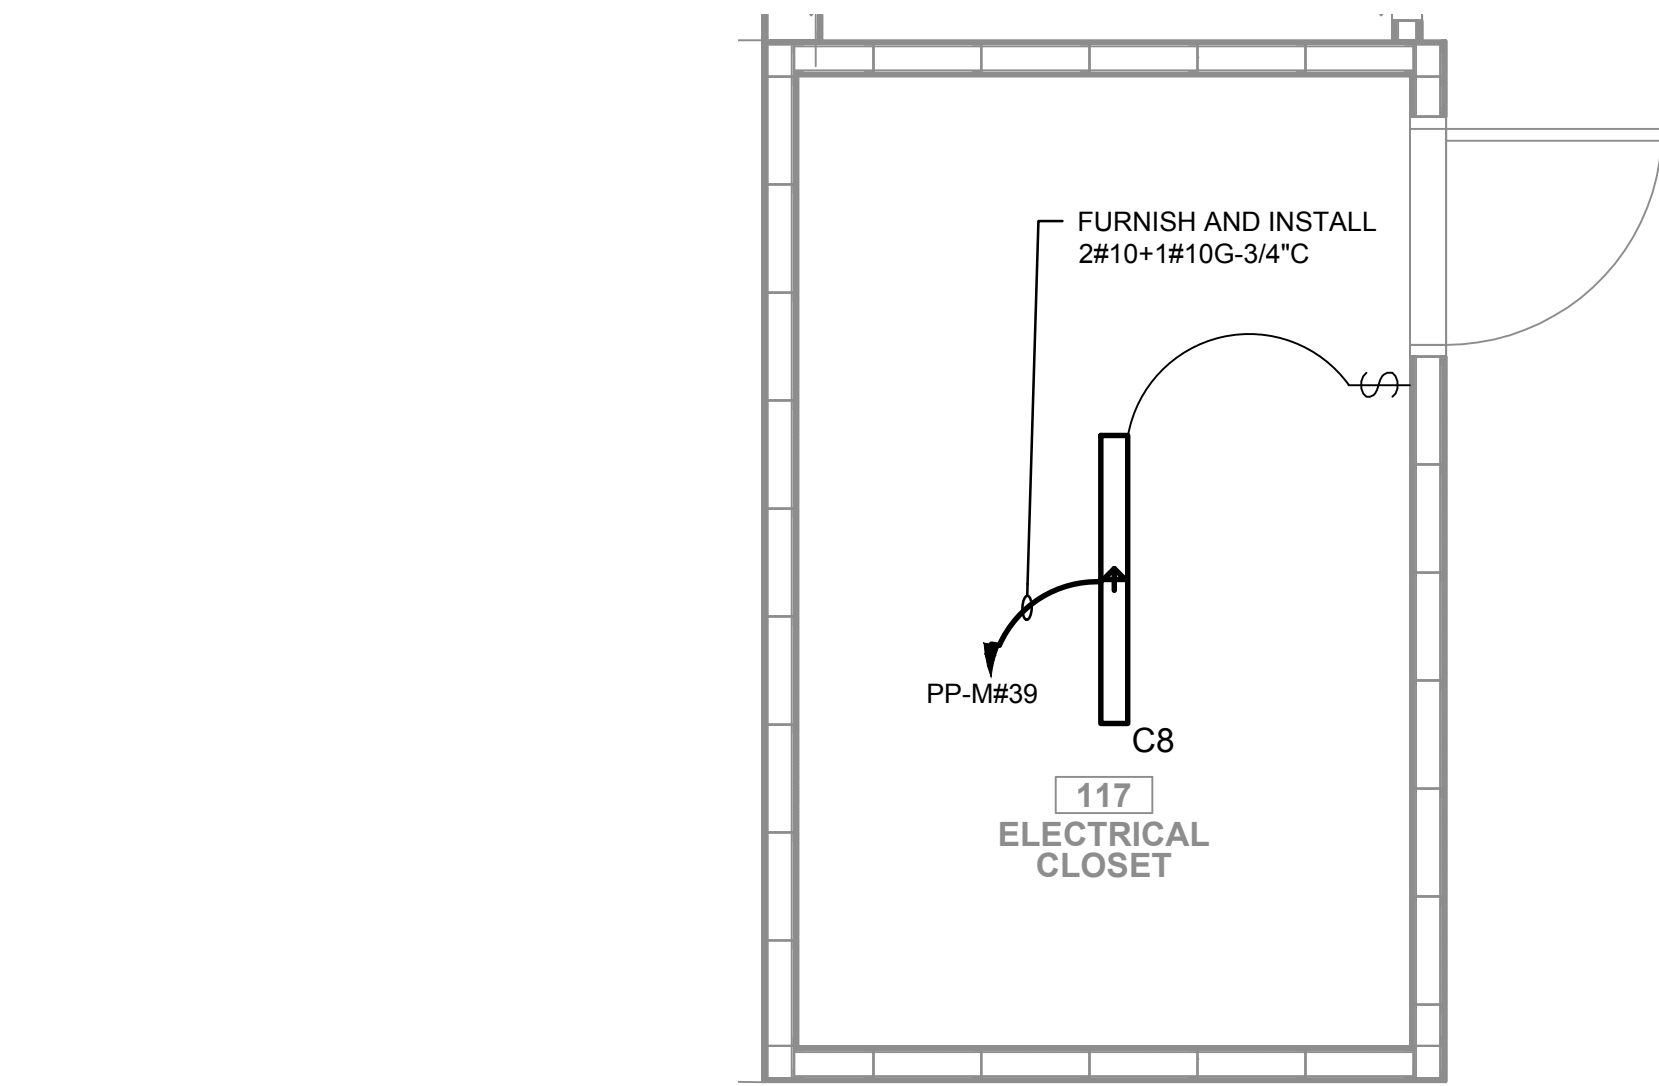 FURNISH AND INSTALL
2#10+1#10G-3/4"C
$
PP-M#39
C8
117
ELECTRICAL
CLOSET